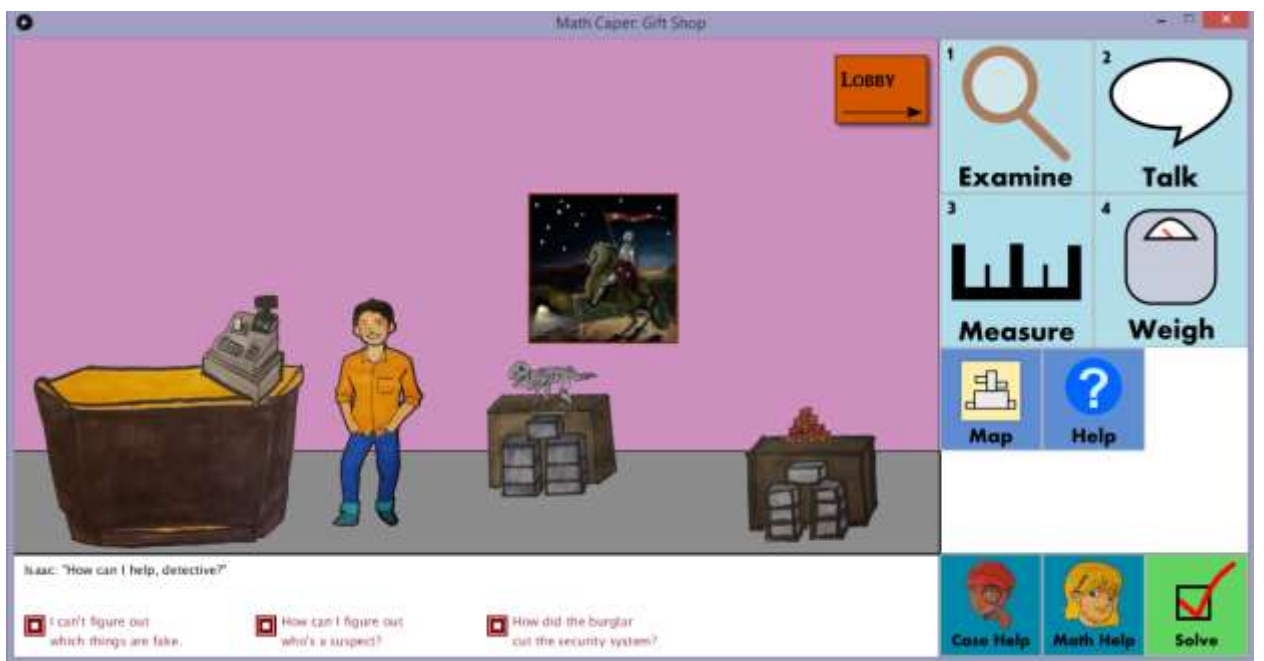 Math Caper: Gift Shop
LOBBY
1
Examine
2
Talk
3
Measure
4
Weigh
Map
?
Help
Isaac: "How can I help, detective?"
I can't figure out
which things are fake.
How can I figure out
who's a suspect?
How did the burglar
cut the security system?
Case Help
Math Help
Solve